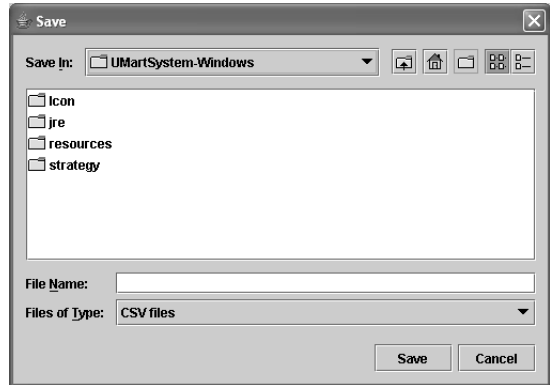 Save
Save In: UMartSystem-Windows
Icon
jre
resources
strategy
File Name:
Files of Type: CSV files
Save Cancel